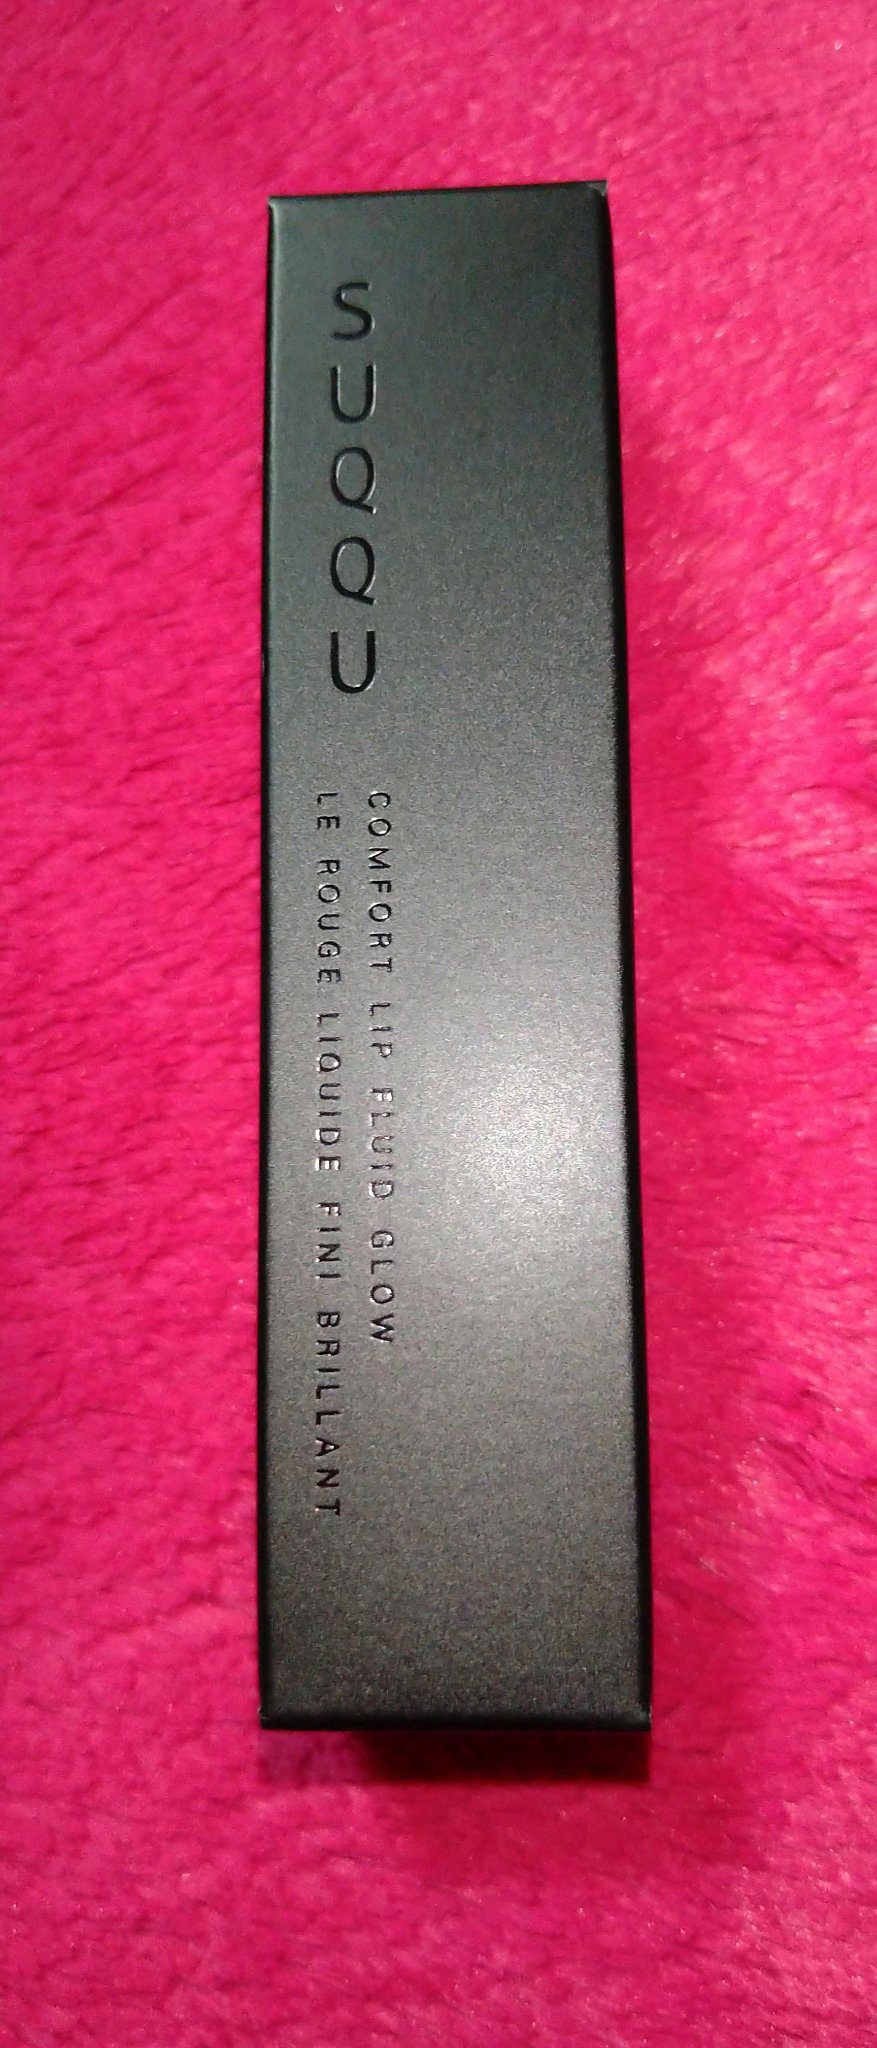 SUQQU
COMFORT LIP FLUID GLOW
LE ROUGE LIQUIDE FINI BRILLANT